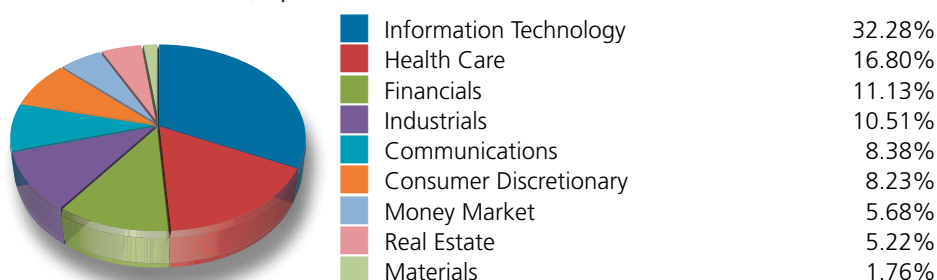 Information Technology 32.28%
Health Care 16.80%
Financials 11.13%
Industrials 10.51%
Communications 8.38%
Consumer Discretionary 8.23%
Money Market 5.68%
Real Estate 5.22%
Materials 1.76%